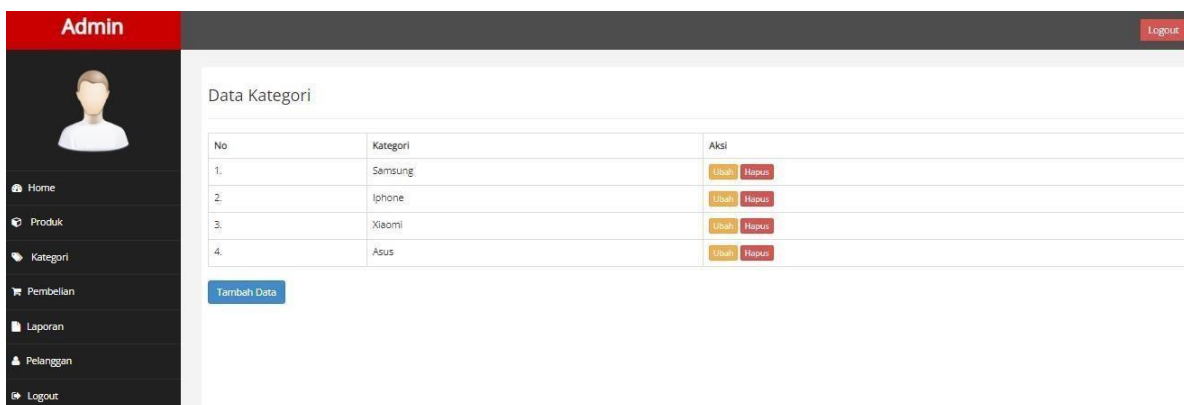 Admin
Logout
Home
Produk
Kategori
Pembelian
Laporan
Pelanggan
Logout
Data Kategori
No Kategori Aksi
1. Samsung Ubah Hapus
2. Iphone Ubah Hapus
3. Xiaomi Ubah Hapus
4. Asus Ubah Hapus
Tambah Data